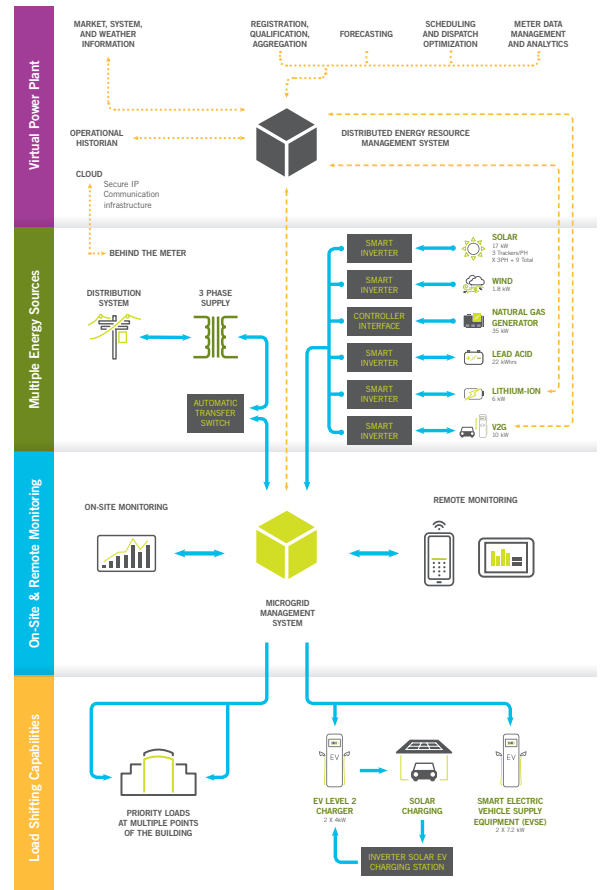 Virtual Power Plant
MARKET, SYSTEM,
AND WEATHER
INFORMATION
REGISTRATION,
QUALIFICATION,
AGGREGATION
FORECASTING
SCHEDULING
AND DISPATCH
OPTIMIZATION
METER DATA
MANAGEMENT
AND ANALYTICS
OPERATIONAL
HISTORIAN
DISTRIBUTED ENERGY RESOURCE
MANAGEMENT SYSTEM
CLOUD
Secure IP
Communication
infrastructure
BEHIND THE METER
Multiple Energy Sources
DISTRIBUTION
SYSTEM
3 PHASE
SUPPLY
AUTOMATIC
TRANSFER
SWITCH
SMART
INVERTER
SOLAR
17 kW
3 Trackers/PH
X 3PH + 9 Total
SMART
INVERTER
WIND
1.8 kW
CONTROLLER
INTERFACE
NATURAL GAS
GENERATOR
35 kW
SMART
INVERTER
LEAD ACID
22 kWhrs
SMART
INVERTER
LITHIUM-ION
6 kW
SMART
INVERTER
V2G
10 kW
On-Site & Remote Monitoring
ON-SITE MONITORING
REMOTE MONITORING
MICROGRID
MANAGEMENT
SYSTEM
Load Shifting Capabilities
PRIORITY LOADS
AT MULTIPLE POINTS
OF THE BUILDING
EV
EV LEVEL 2
CHARGER
2 X 4kW
SOLAR
CHARGING
EV
SMART ELECTRIC
VEHICLE SUPPLY
EQUIPMENT (EVSE)
2 X 7.2 kW
INVERTER SOLAR EV
CHARGING STATION